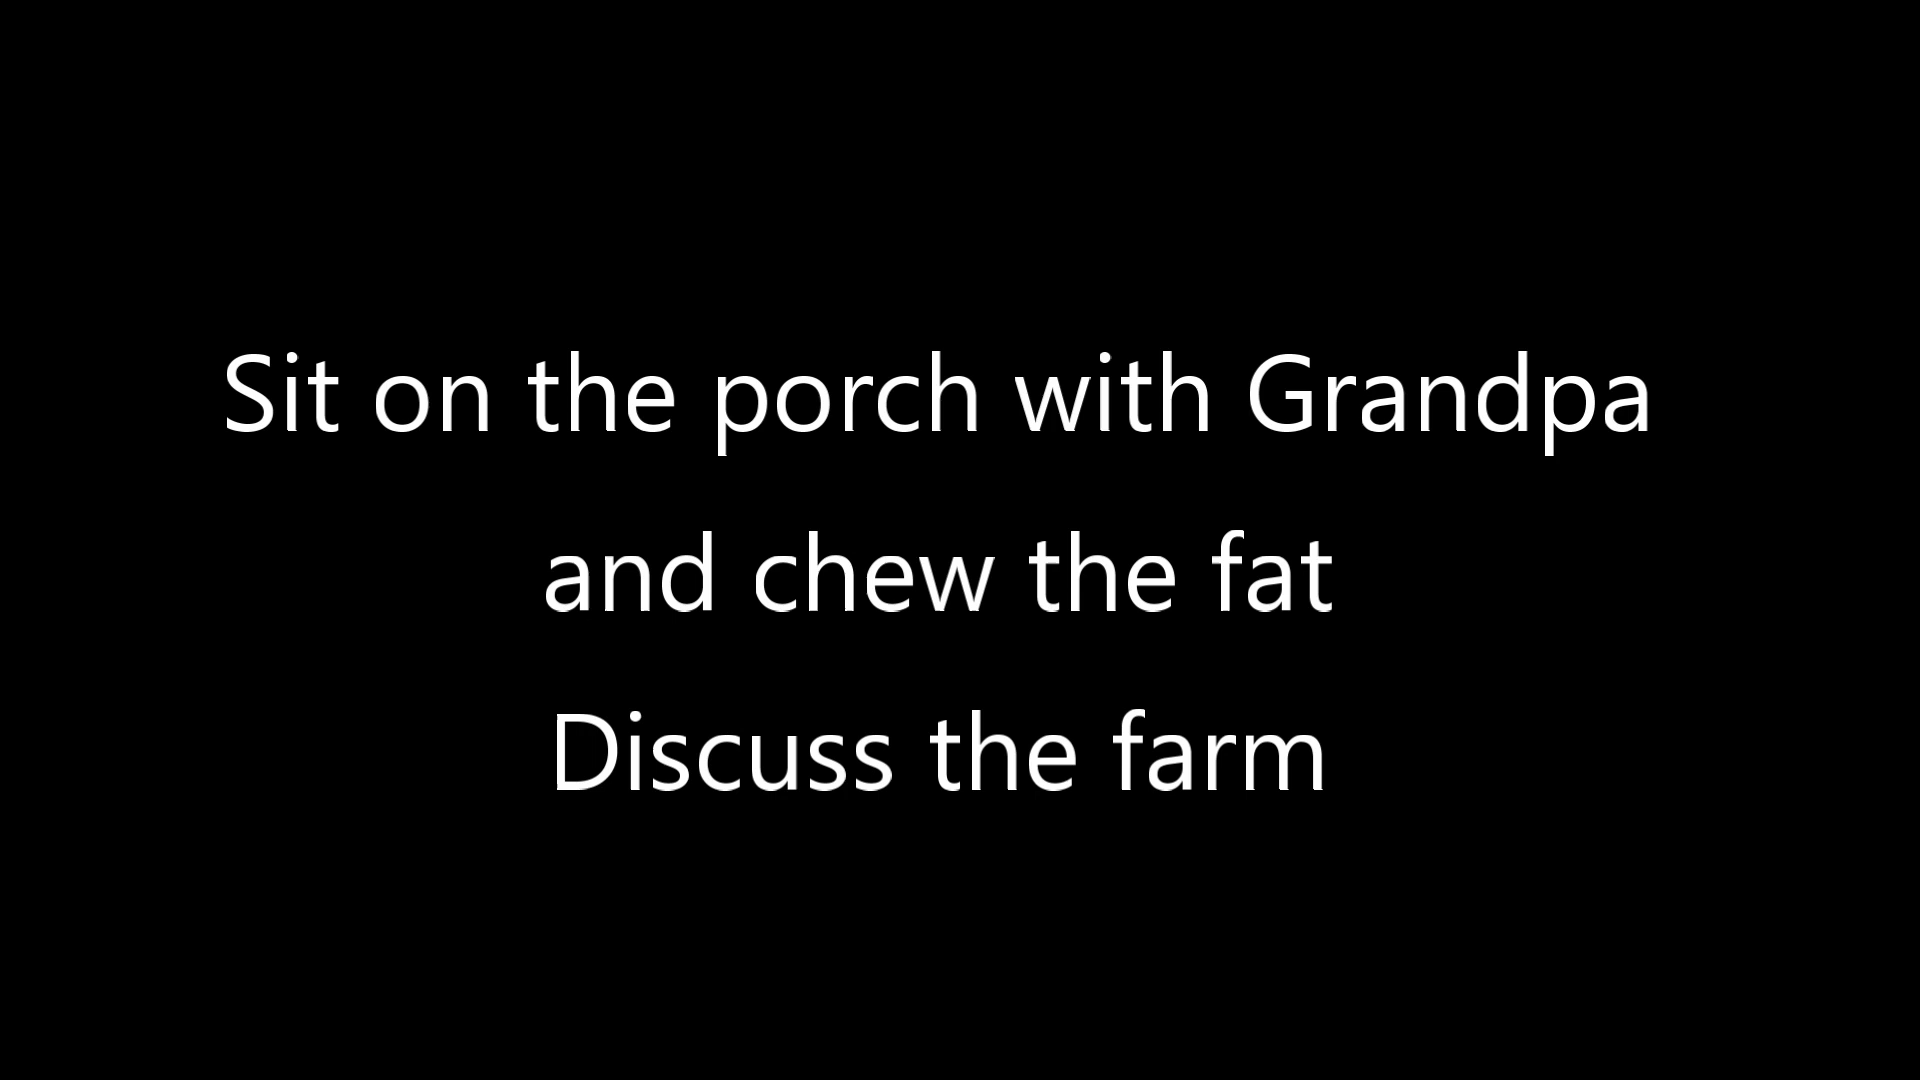 Sit on the porch with Grandpa
and chew the fat
Discuss the farm